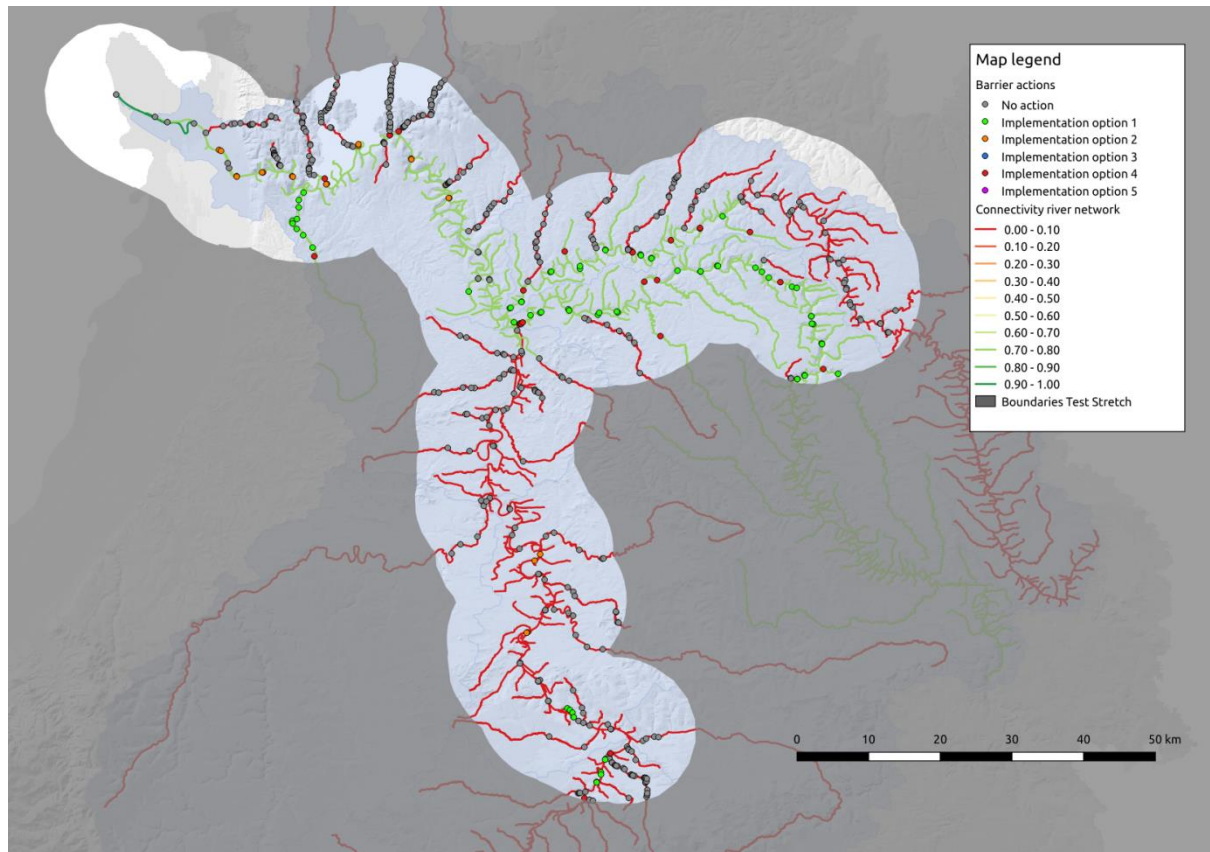 Map legend
Barrier actions
No action
Implementation option 1
Implementation option 2
Implementation option 3
Implementation option 4
Implementation option 5
Connectivity river network
0.00 - 0.10
0.10 - 0.20
0.20 - 0.30
0.30 - 0.40
0.40 - 0.50
0.50 - 0.60
0.60 - 0.70
0.70 - 0.80
0.80 - 0.90
0.90 - 1.00
Boundaries Test Stretch
0 10 20 30 40 50 km